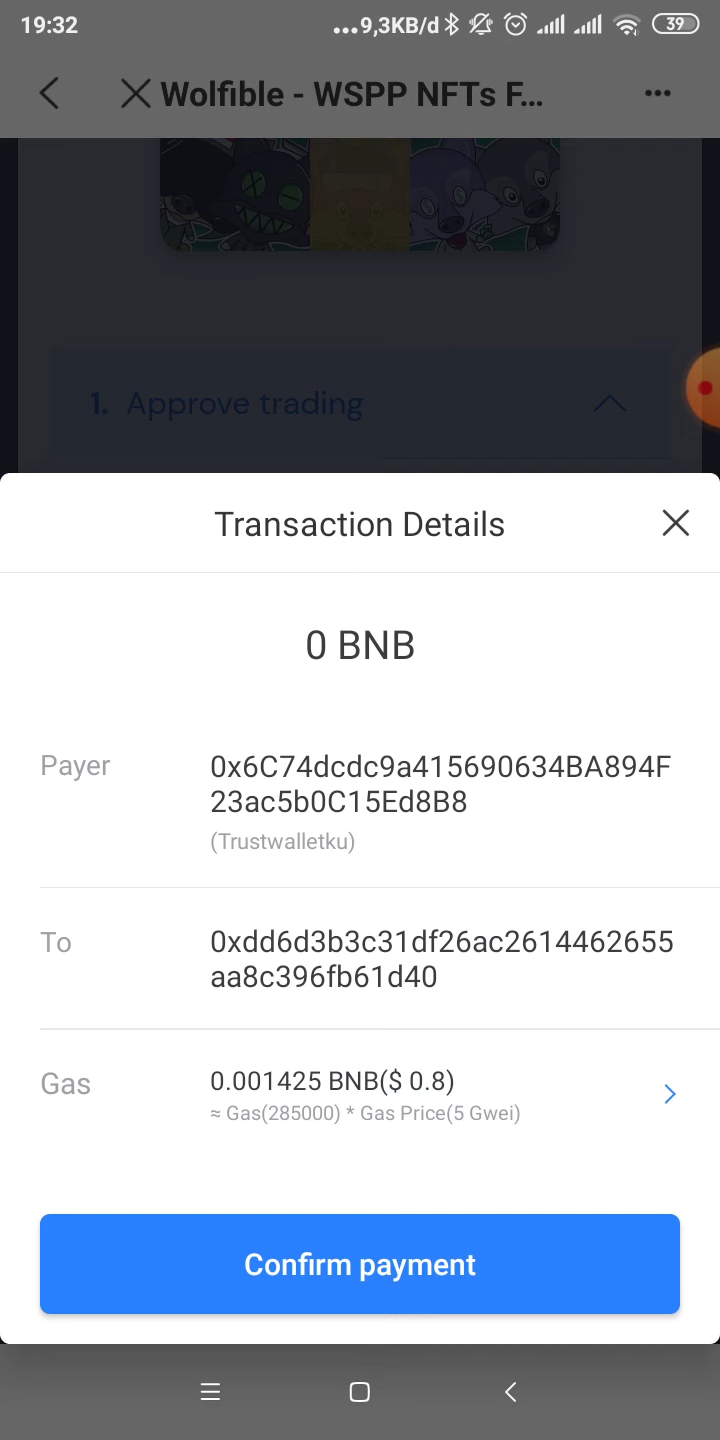 19:32
...9,3KB/d
39
Wolfible - WSPP NFTs F...
1. Approve trading
Transaction Details
0 BNB
Payer
0x6C74dcdc9a415690634BA894F
23ac5b0C15Ed8B8
(Trustwalletku)
To
0xdd6d3b3c31df26ac2614462655
aa8c396fb61d40
Gas
0.001425 BNB($ 0.8)
≈ Gas(285000) * Gas Price(5 Gwei)
Confirm payment